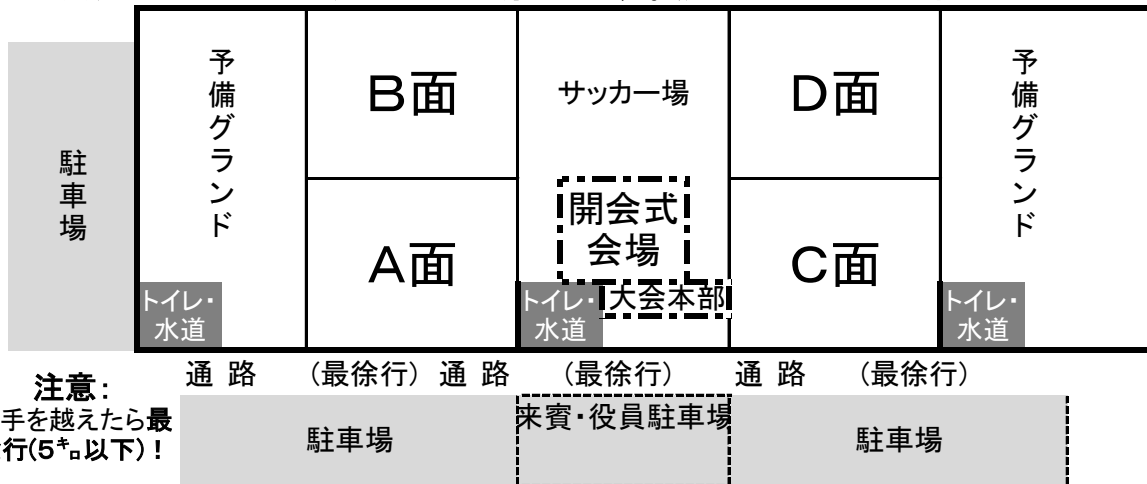 駐車場
予備グランド
B面
サッカー場
D面
予備グランド
開会式
会場
A面
C面
トイレ・
水道
トイレ・
水道
大会本部
トイレ・
水道
通 路 (最徐行) 通 路 (最徐行) 通 路 (最徐行)
注意:
手を越えたら最
行(5㌔以下)!
駐車場
来賓・役員駐車場
駐車場